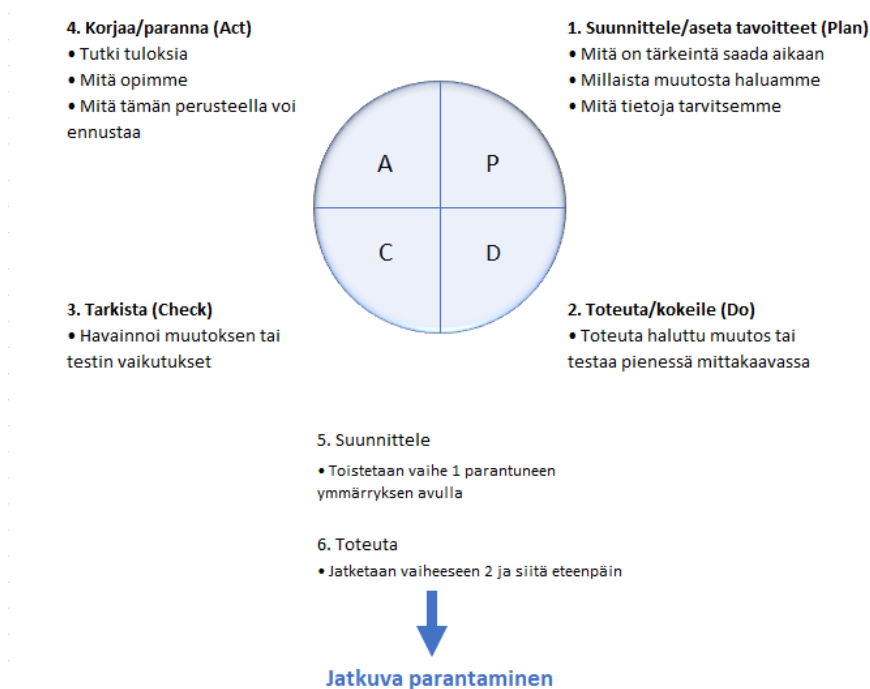 4. Korjaa/paranna (Act)
• Tutki tuloksia
• Mitä opimme
• Mitä tämän perusteella voi
ennustaa
1. Suunnittele/aseta tavoitteet (Plan)
• Mitä on tärkeintä saada aikaan
• Millaista muutosta haluamme
• Mitä tietoja tarvitsemme
A
P
C
D
3. Tarkista (Check)
• Havainnoi muutoksen tai
testin vaikutukset
2. Toteuta/kokeile (Do)
• Toteuta haluttu muutos tai
testaa pienessä mittakaavassa
5. Suunnittele
• Toistetaan vaihe 1 parantuneen
ymmärryksen avulla
6. Toteuta
• Jatketaan vaiheeseen 2 ja siitä eteenpäin
Jatkuva parantaminen